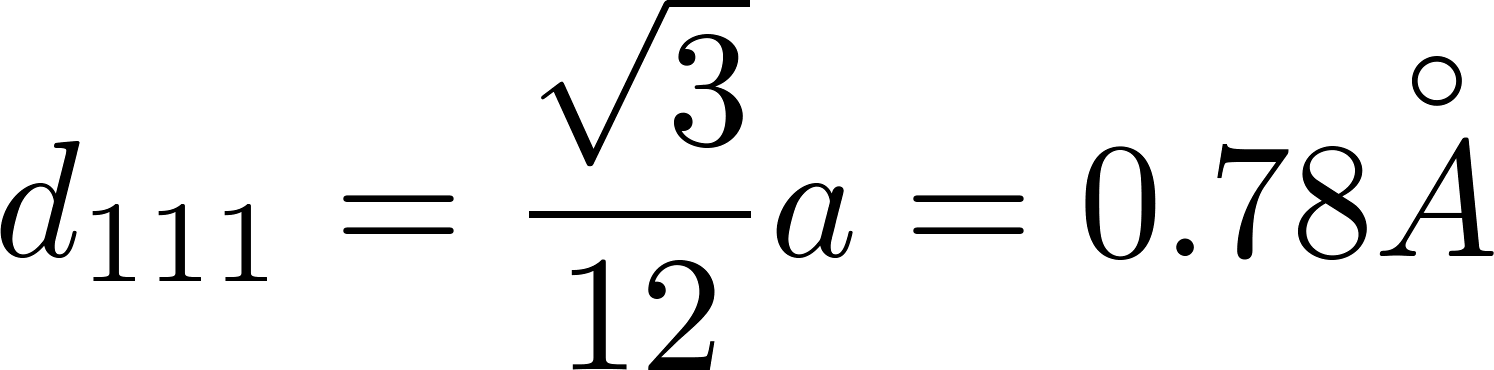 $d_{111} = \frac{\sqrt{3}}{12} a = 0.78 \mathring{A}$